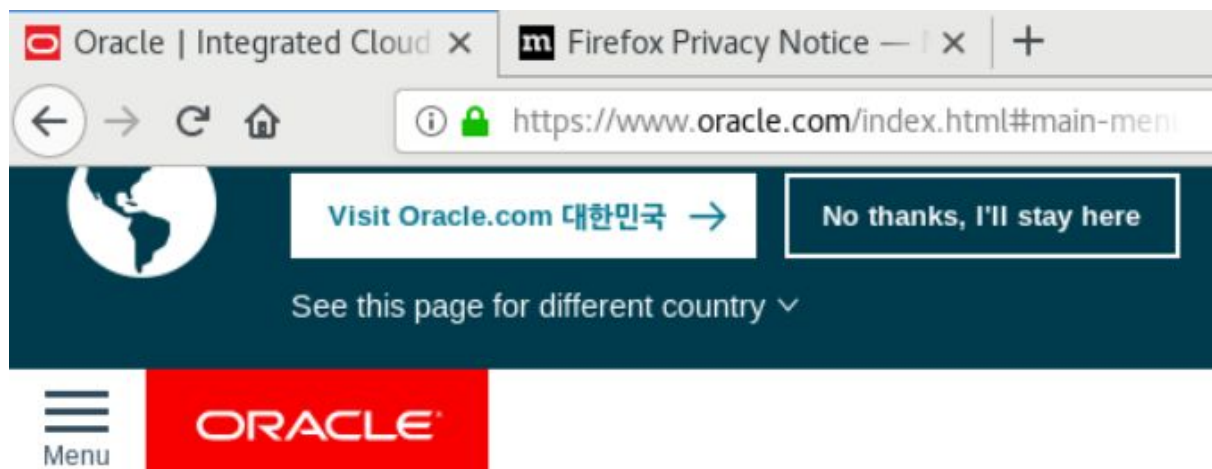 Oracle | Integrated Cloud
m Firefox Privacy Notice —
https://www.oracle.com/index.html#main-menu
Visit Oracle.com 대한민국 → No thanks, I'll stay here
See this page for different country
Menu ORACLE